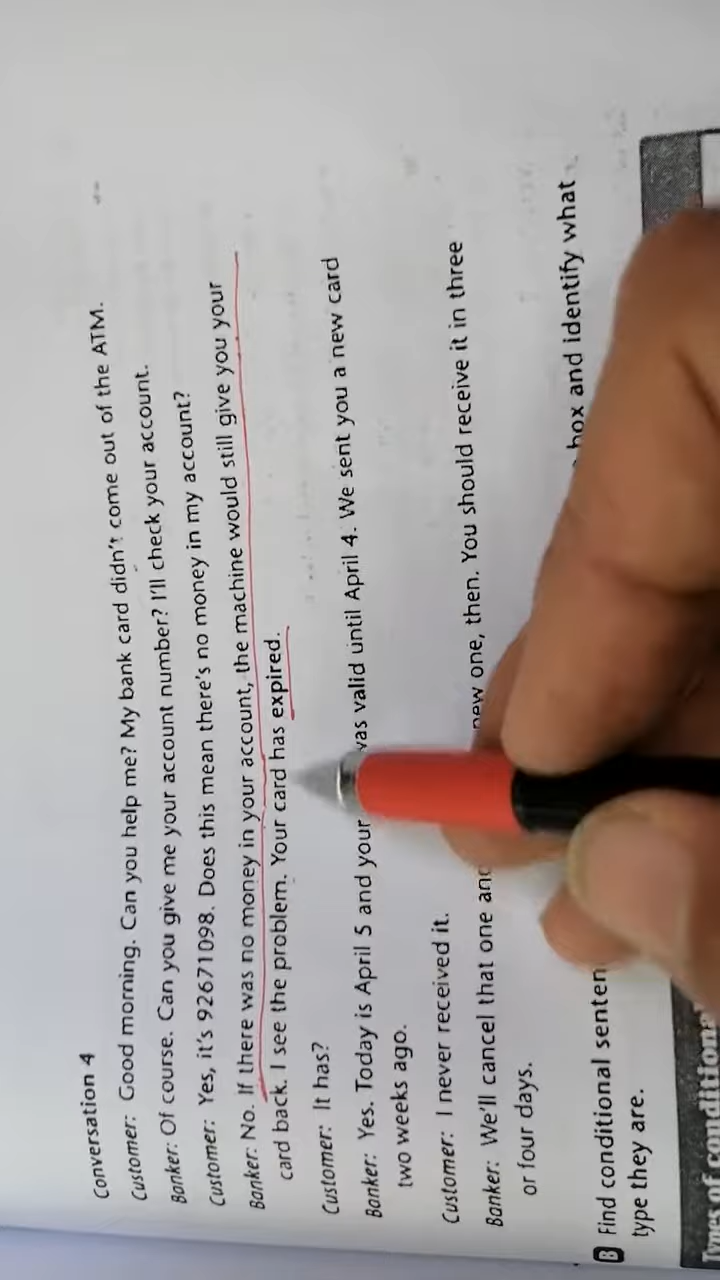 Conversation 4
Customer: Good morning. Can you help me? My bank card didn't come out of the ATM.
Banker: Of course. Can you give me your account number? I'll check your account.
Customer: Yes, it's 92671098. Does this mean there's no money in my account?
Banker: No. If there was no money in your account, the machine would still give you your
card back. I see the problem. Your card has expired.
Customer: It has?
Banker: Yes. Today is April 5 and your was valid until April 4. We sent you a new card
two weeks ago.
Customer: I never received it.
Banker: We'll cancel that one and new one, then. You should receive it in three
or four days.
B Find conditional box and identify what
type they are.
Types of